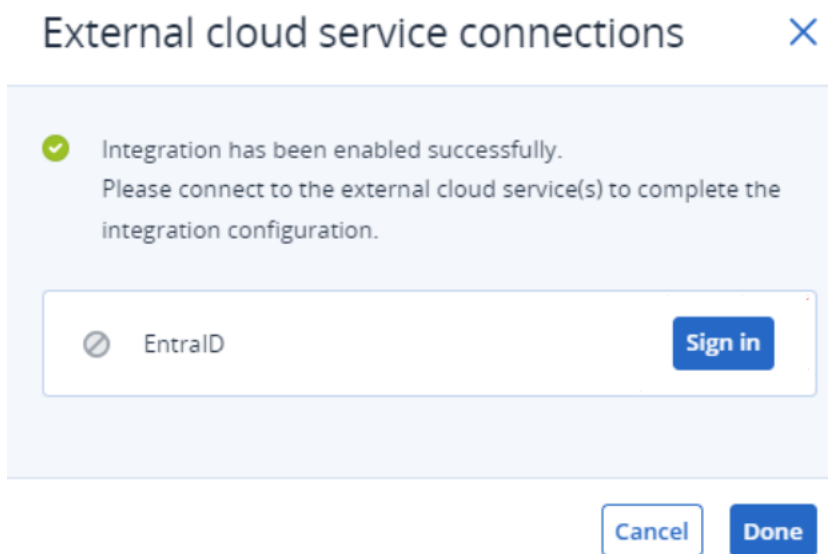 External cloud service connections
Integration has been enabled successfully.
Please connect to the external cloud service(s) to complete the
integration configuration.
EntraID
Sign in
Cancel
Done